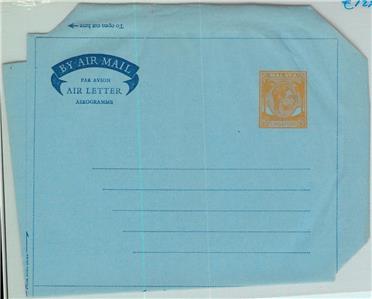 To open cut here
BY AIR MAIL
PAR AVION
AIR LETTER
AEROGRAMME
MALAYA